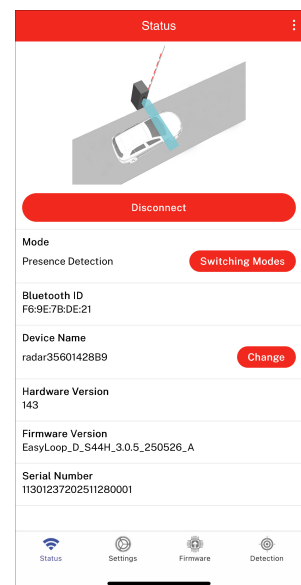 Status
Disconnect
Mode
Presence Detection
Switching Modes
Bluetooth ID
F6:9E:7B:DE:21
Device Name
radar35601428B9
Change
Hardware Version
143
Firmware Version
EasyLoop_D_S44H_3.0.5_250526_A
Serial Number
11301237202511280001
Status
Settings
Firmware
Detection